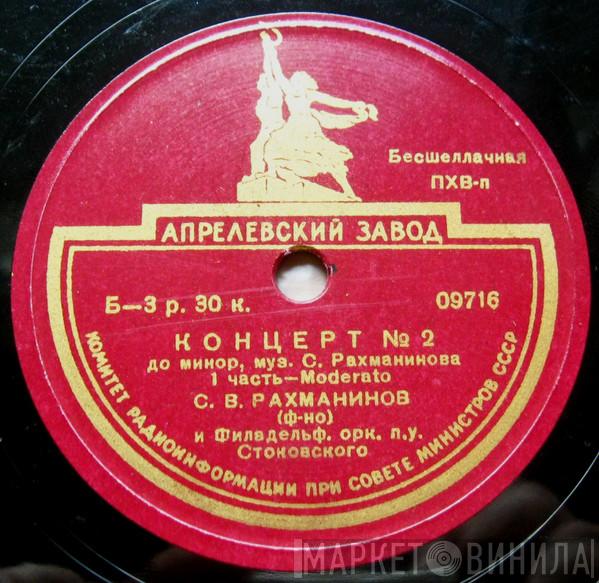 Бесшеллачная
ПХВ-п
АПРЕЛЕВСКИЙ ЗАВОД
Б—3 р. 30 к.
09716
КОНЦЕРТ № 2
до минор, муз. С. Рахманинова
1 часть—Moderato
С. В. РАХМАНИНОВ
(ф-но)
и Филадельф. орк. п.у.
Стоковского
КОМИТЕТ РАДИОИНФОРМАЦИИ ПРИ СОВЕТЕ МИНИСТРОВ СССР
МАРКЕТ ВИНИЛА